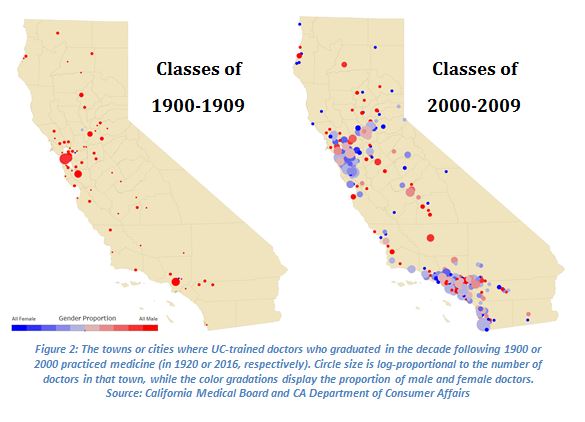 Classes of
1900-1909
Classes of
2000-2009
All Female Gender Proportion All Male
Figure 2: The towns or cities where UC-trained doctors who graduated in the decade following 1900 or
2000 practiced medicine (in 1920 or 2016, respectively). Circle size is log-proportional to the number of
doctors in that town, while the color gradations display the proportion of male and female doctors.
Source: California Medical Board and CA Department of Consumer Affairs